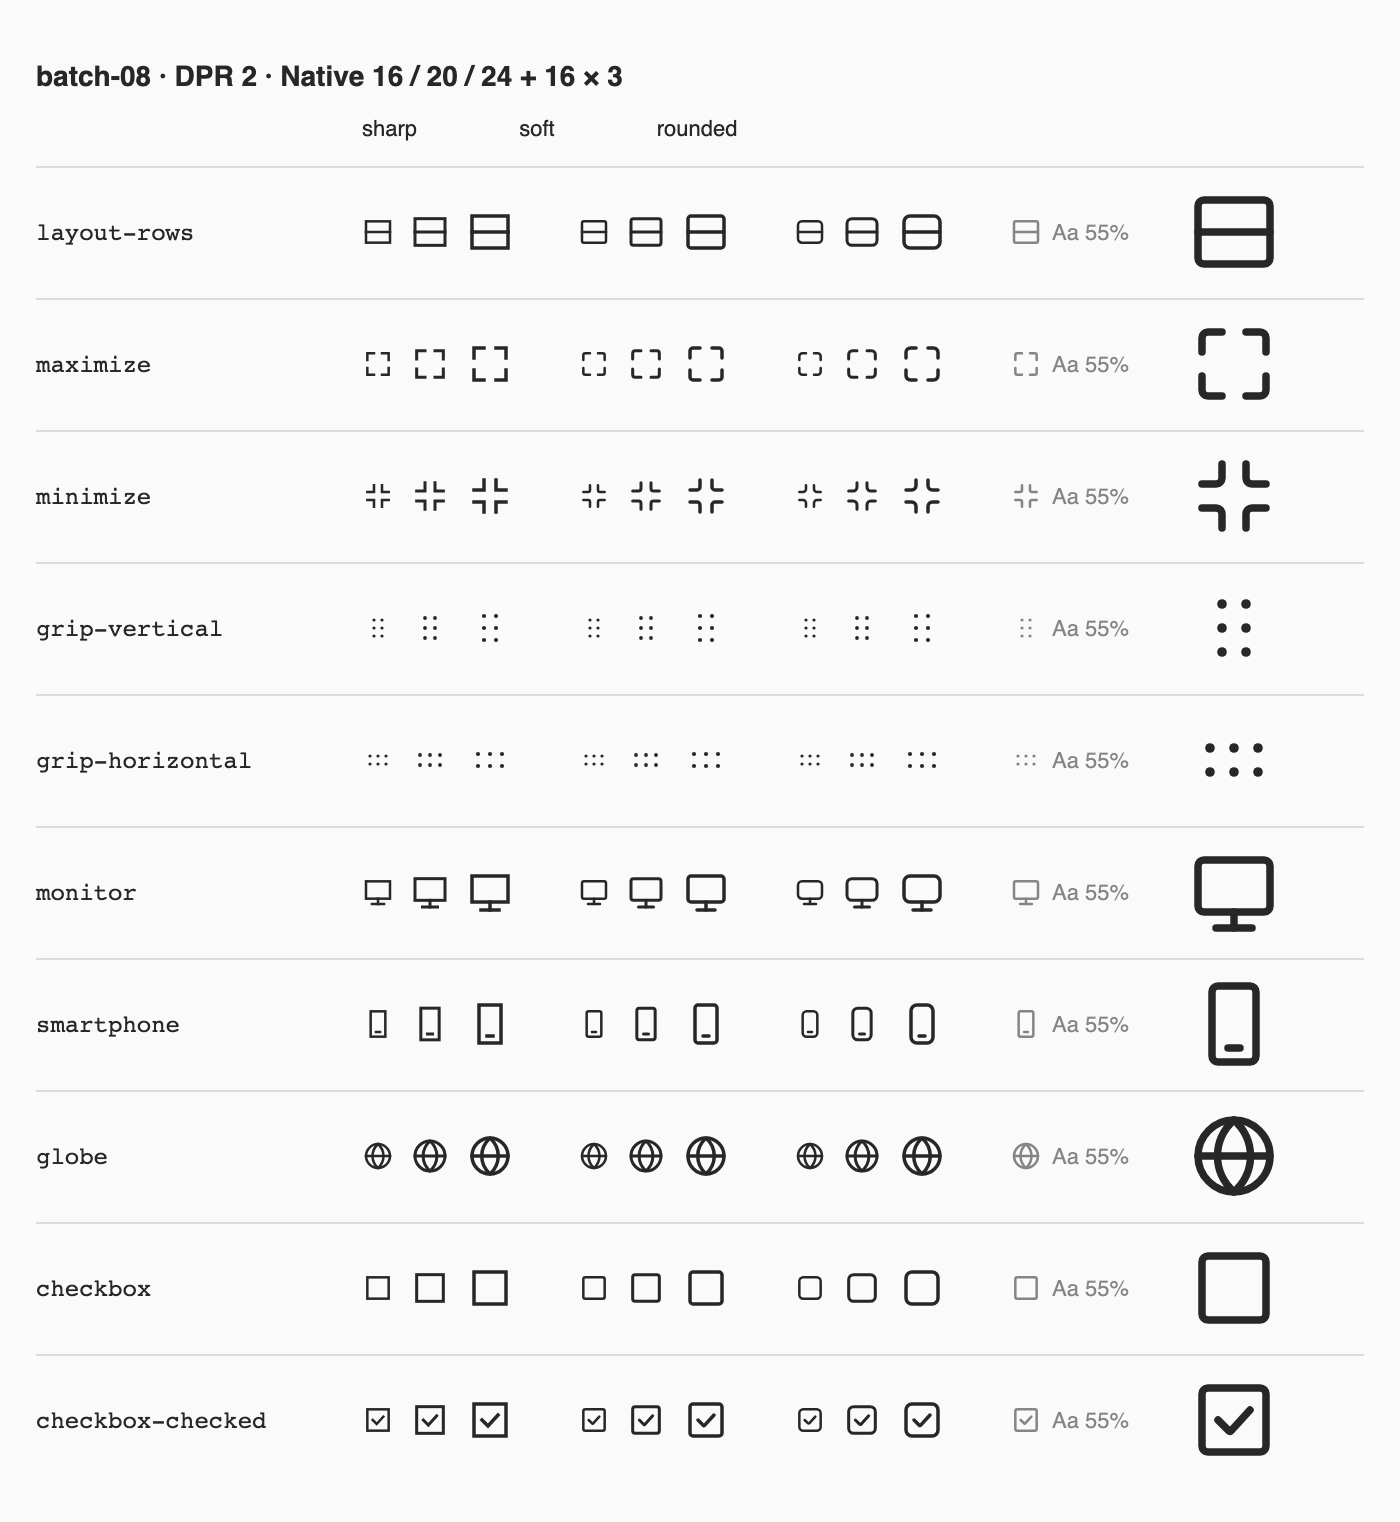 batch-08 · DPR 2 · Native 16 / 20 / 24 + 16 × 3
sharp soft rounded
layout-rows Aa 55%
maximize Aa 55%
minimize Aa 55%
grip-vertical Aa 55%
grip-horizontal Aa 55%
monitor Aa 55%
smartphone Aa 55%
globe Aa 55%
checkbox Aa 55%
checkbox-checked Aa 55%